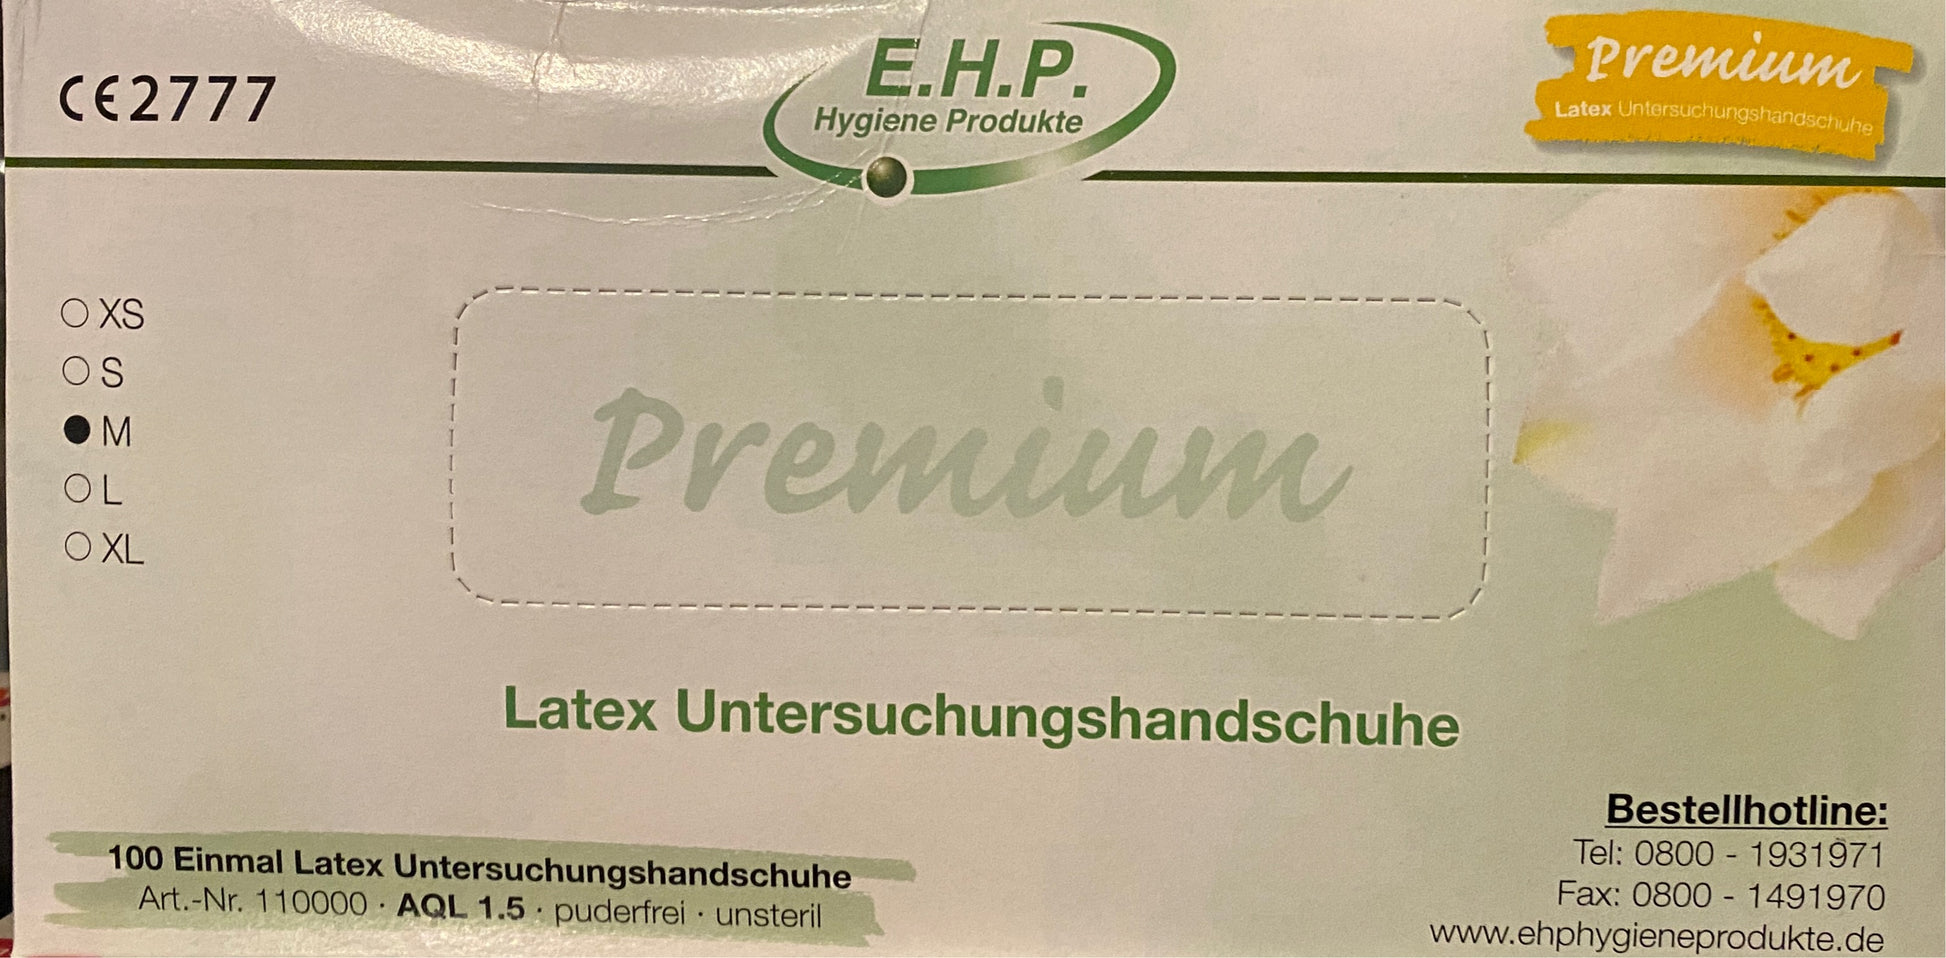 CE2777
E.H.P.
Hygiene Produkte
Premium
Latex Untersuchungshandschuhe
XS
S
M
L
XL
Premium
Latex Untersuchungshandschuhe
100 Einmal Latex Untersuchungshandschuhe
Art.-Nr. 110000 · AQL 1.5 · puderfrei · unsteril
Bestellhotline:
Tel: 0800 - 1931971
Fax: 0800 - 1491970
www.ehphygieneprodukte.de